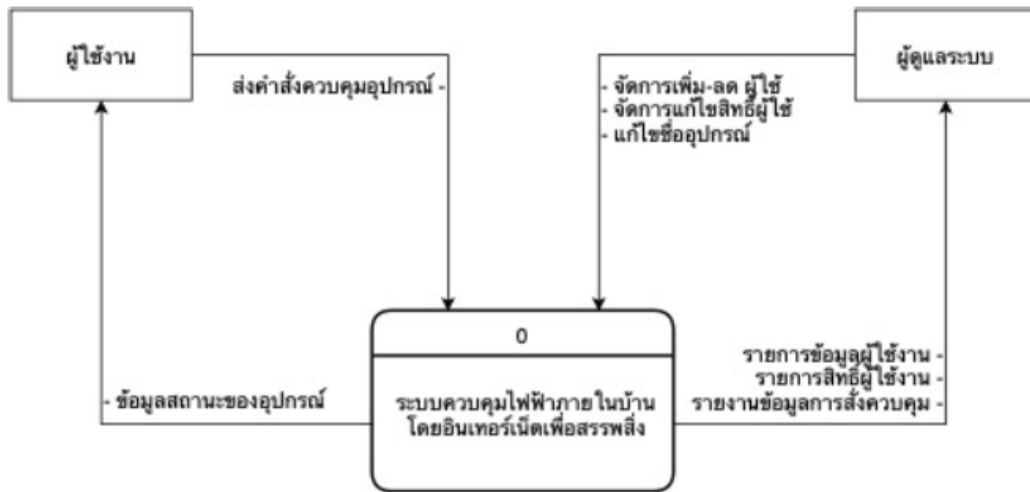 ผู้ใช้งาน
ผู้ดูแลระบบ
ส่งคำสั่งควบคุมอุปกรณ์ -
- จัดการเพิ่ม-ลด ผู้ใช้
- จัดการแก้ไขสิทธิ์ผู้ใช้
- แก้ไขชื่ออุปกรณ์
0
ระบบควบคุมไฟฟ้าภายในบ้าน
โดยอินเทอร์เน็ตเพื่อสรรพสิ่ง
- ข้อมูลสถานะของอุปกรณ์
รายการข้อมูลผู้ใช้งาน -
รายการสิทธิ์ผู้ใช้งาน -
รายงานข้อมูลการสั่งควบคุม -